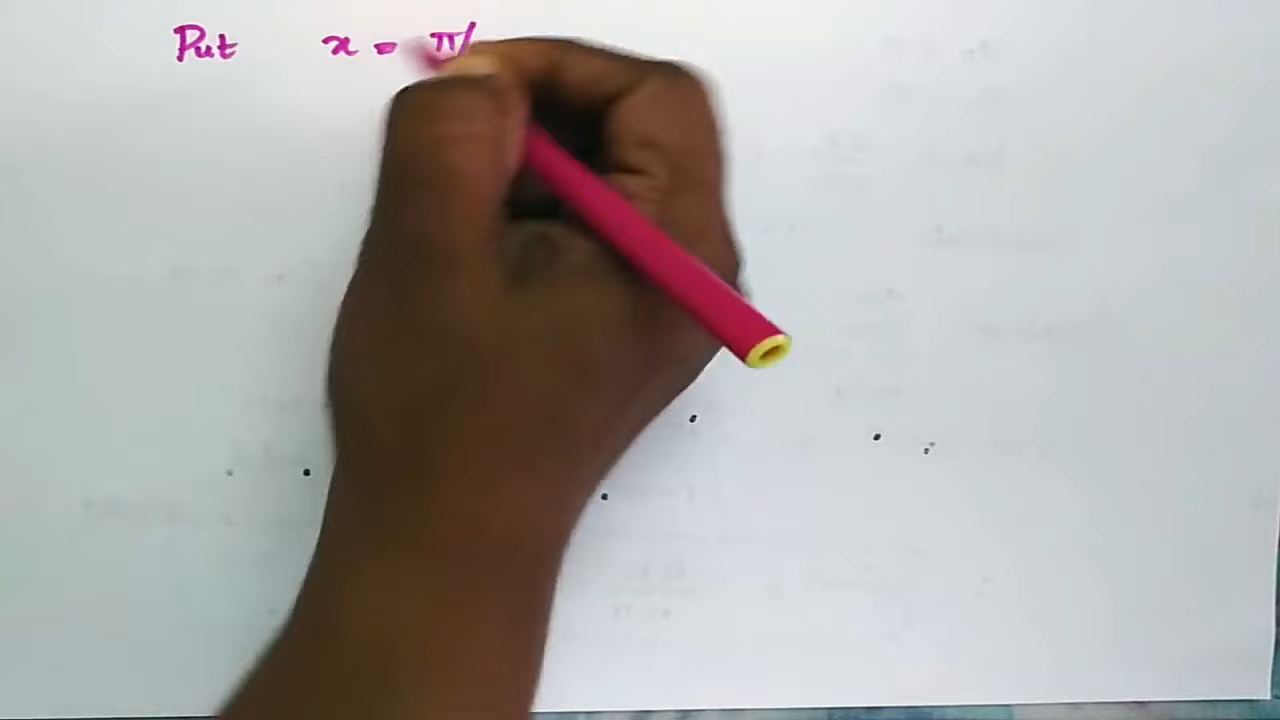 Put x = π/